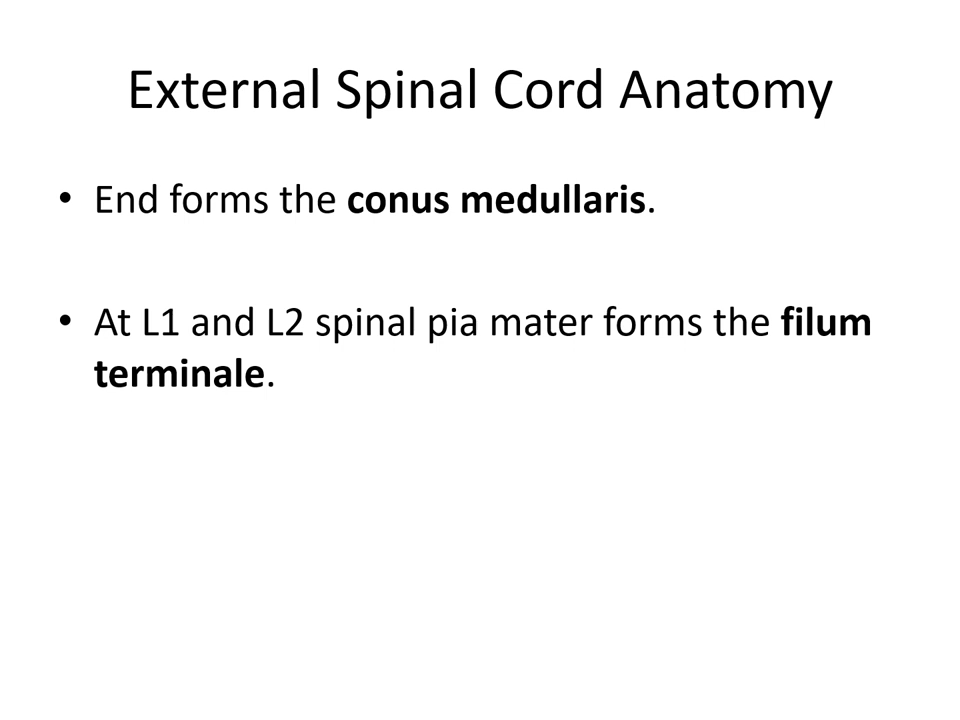 External Spinal Cord Anatomy
• End forms the conus medullaris.
• At L1 and L2 spinal pia mater forms the filum
terminale.